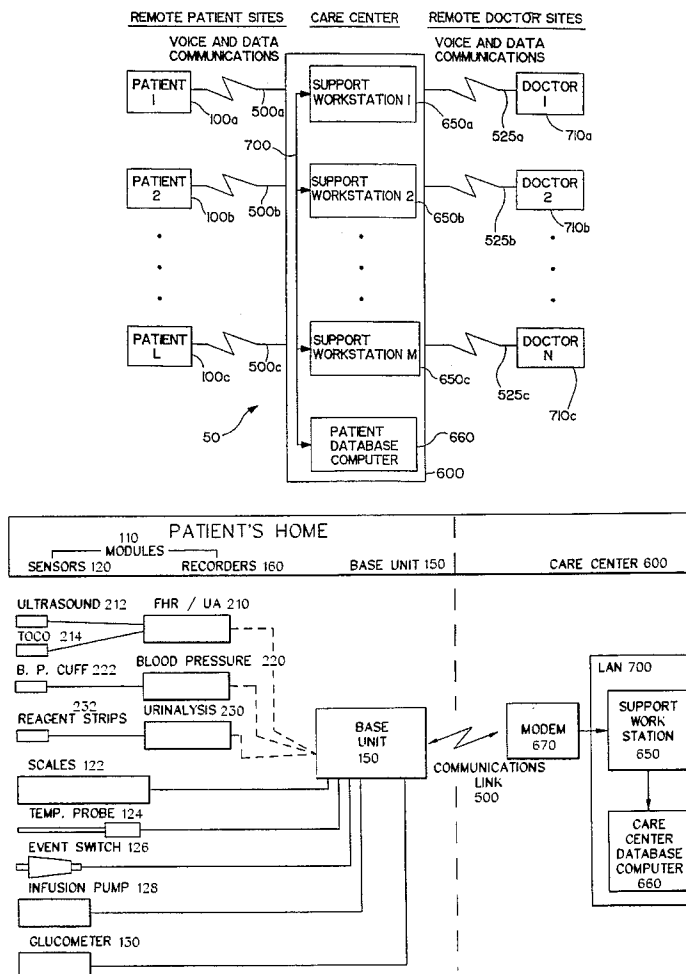 REMOTE PATIENT SITES
CARE CENTER
REMOTE DOCTOR SITES
VOICE AND DATA
COMMUNICATIONS
VOICE AND DATA
COMMUNICATIONS
PATIENT
1
100a
500a
700
SUPPORT
WORKSTATION 1
650a
525a
DOCTOR
1
710a
PATIENT
2
100b
500b
SUPPORT
WORKSTATION 2
650b
525b
DOCTOR
2
710b
PATIENT
L
100c
500c
SUPPORT
WORKSTATION M
650c
525c
DOCTOR
N
710c
50
PATIENT
DATABASE
COMPUTER
660
600
PATIENT'S HOME
110
MODULES
SENSORS 120
RECORDERS 160
BASE UNIT 150
CARE CENTER 600
ULTRASOUND 212
FHR / UA 210
TOCO 214
B. P. CUFF 222
BLOOD PRESSURE 220
232
REAGENT STRIPS
URINALYSIS 230
SCALES 122
TEMP. PROBE 124
EVENT SWITCH 126
INFUSION PUMP 128
GLUCOMETER 130
BASE
UNIT
150
COMMUNICATIONS
LINK
500
MODEM
670
LAN 700
SUPPORT
WORK
STATION
650
CARE
CENTER
DATABASE
COMPUTER
660